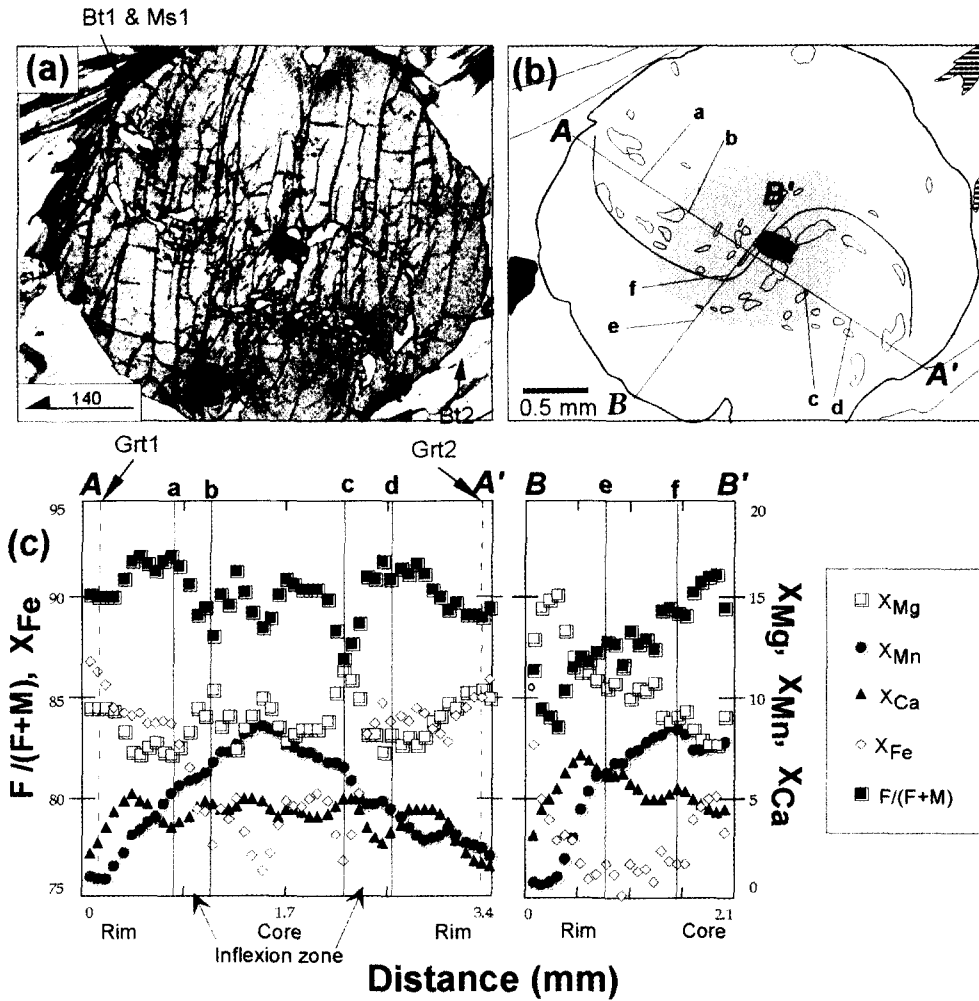 Bt1 & Ms1
(a)
140
Bt2
(b)
A
a
b
B'
f
e
A'
B
0.5 mm
c
d
Grt1
Grt2
A a b c d A'
B e f B'
(c)
95
90
85
80
75
F/(F+M), XFe
20
15
10
5
0
XMg, XMn, XCa
0 1.7 3.4
Rim Core Rim
Inflexion zone
0 2.1
Rim Core
Distance (mm)
XMg
XMn
XCa
XFe
F/(F+M)